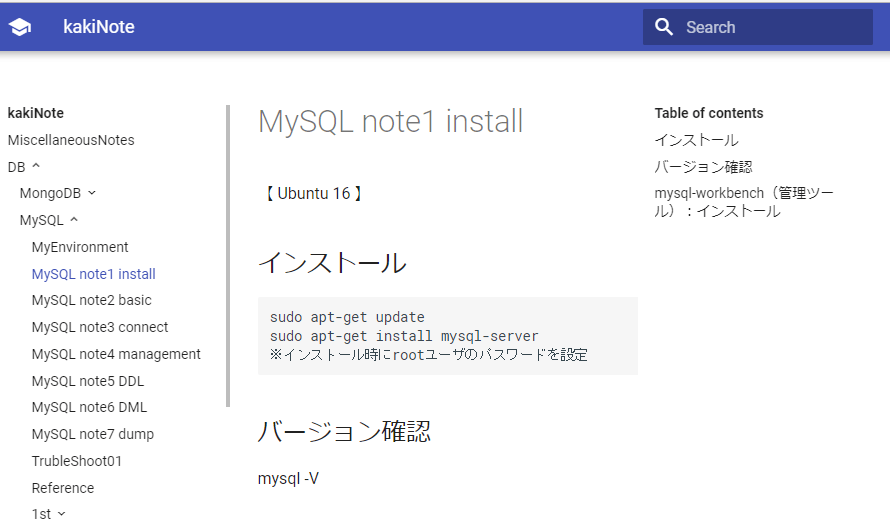 kakiNote
Search
kakiNote
MiscellaneousNotes
DB
MongoDB
MySQL
MyEnvironment
MySQL note1 install
MySQL note2 basic
MySQL note3 connect
MySQL note4 management
MySQL note5 DDL
MySQL note6 DML
MySQL note7 dump
TrubleShoot01
Reference
1st
MySQL note1 install
【 Ubuntu 16 】
インストール
sudo apt-get update
sudo apt-get install mysql-server
※インストール時にrootユーザのパスワードを設定
バージョン確認
mysql -V
Table of contents
インストール
バージョン確認
mysql-workbench（管理ツー
ル）：インストール